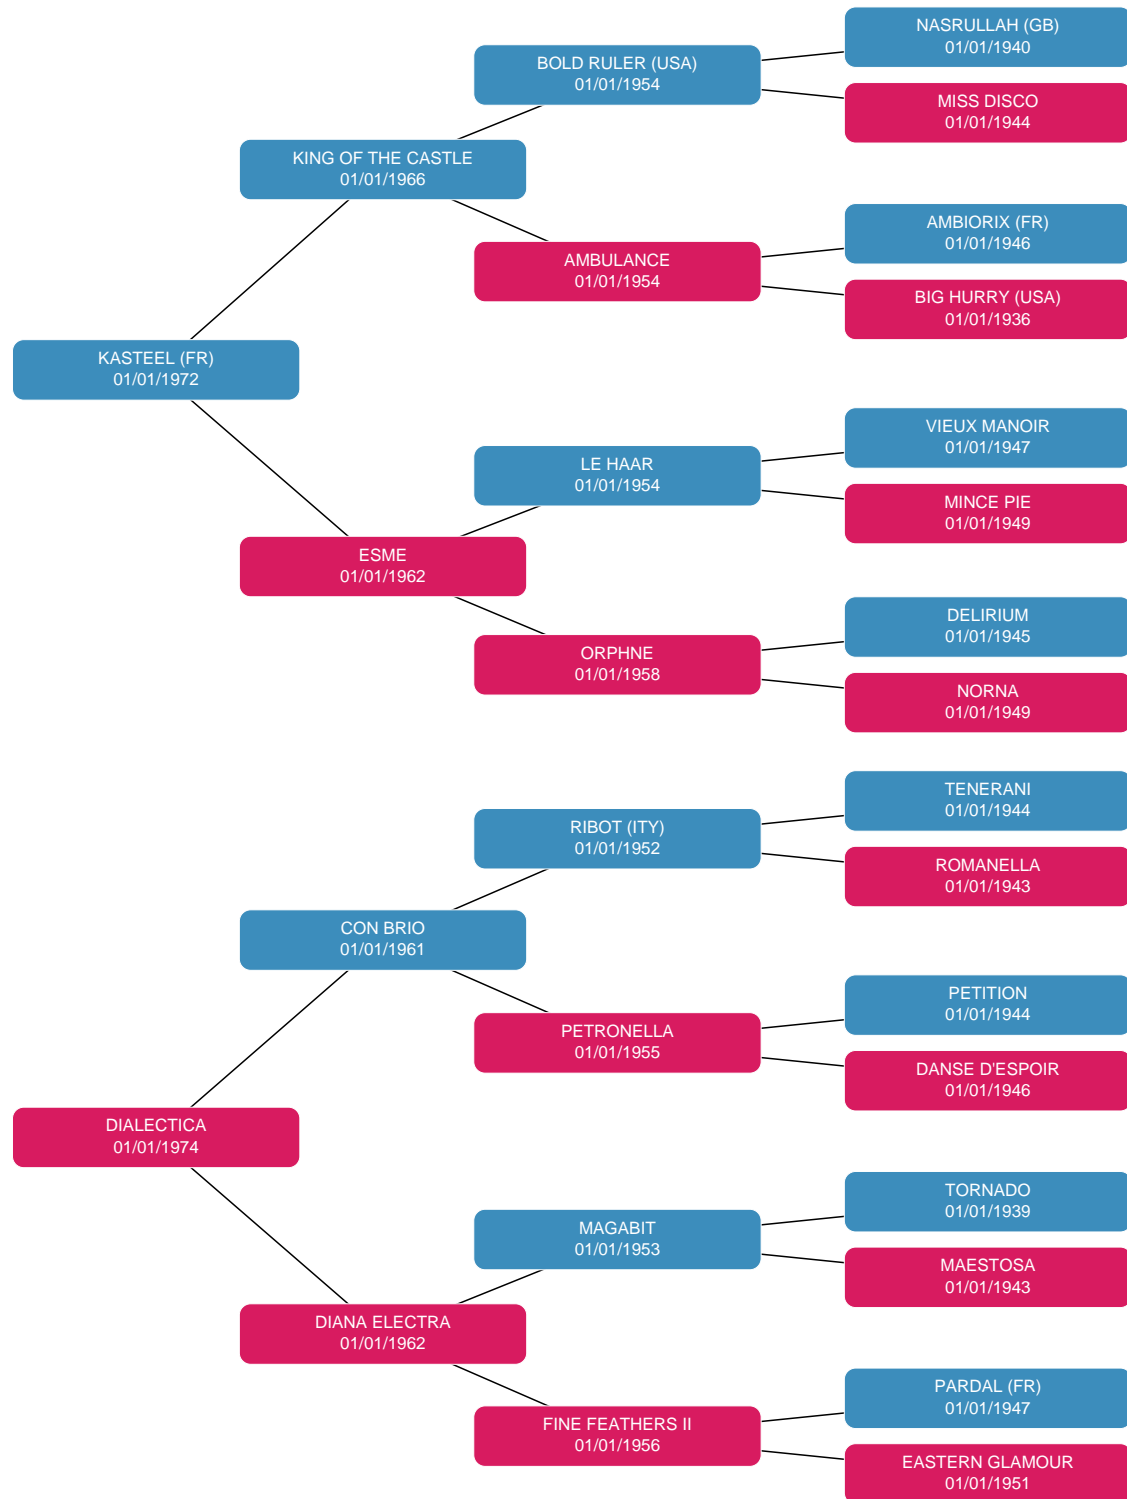 NASRULLAH (GB)
01/01/1940
BOLD RULER (USA)
01/01/1954
MISS DISCO
01/01/1944
KING OF THE CASTLE
01/01/1966
AMBIORIX (FR)
01/01/1946
AMBULANCE
01/01/1954
BIG HURRY (USA)
01/01/1936
KASTEEL (FR)
01/01/1972
VIEUX MANOIR
01/01/1947
LE HAAR
01/01/1954
MINCE PIE
01/01/1949
ESME
01/01/1962
DELIRIUM
01/01/1945
ORPHNE
01/01/1958
NORNA
01/01/1949
TENERANI
01/01/1944
RIBOT (ITY)
01/01/1952
ROMANELLA
01/01/1943
CON BRIO
01/01/1961
PETITION
01/01/1944
PETRONELLA
01/01/1955
DANSE D'ESPOIR
01/01/1946
DIALECTICA
01/01/1974
TORNADO
01/01/1939
MAGABIT
01/01/1953
MAESTOSA
01/01/1943
DIANA ELECTRA
01/01/1962
PARDAL (FR)
01/01/1947
FINE FEATHERS II
01/01/1956
EASTERN GLAMOUR
01/01/1951